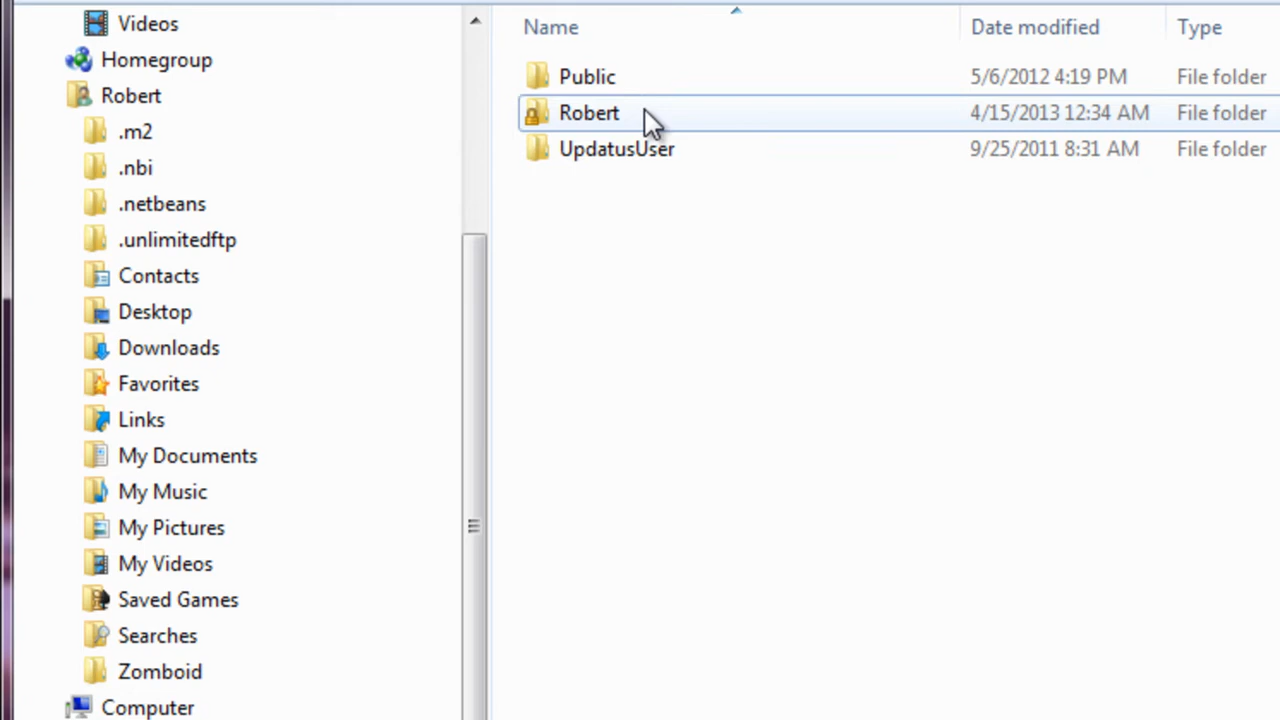 Videos
Homegroup
Robert
.m2
.nbi
.netbeans
.unlimitedftp
Contacts
Desktop
Downloads
Favorites
Links
My Documents
My Music
My Pictures
My Videos
Saved Games
Searches
Zomboid
Computer
Name Date modified Type
Public 5/6/2012 4:19 PM File folder
Robert 4/15/2013 12:34 AM File folder
UpdatusUser 9/25/2011 8:31 AM File folder